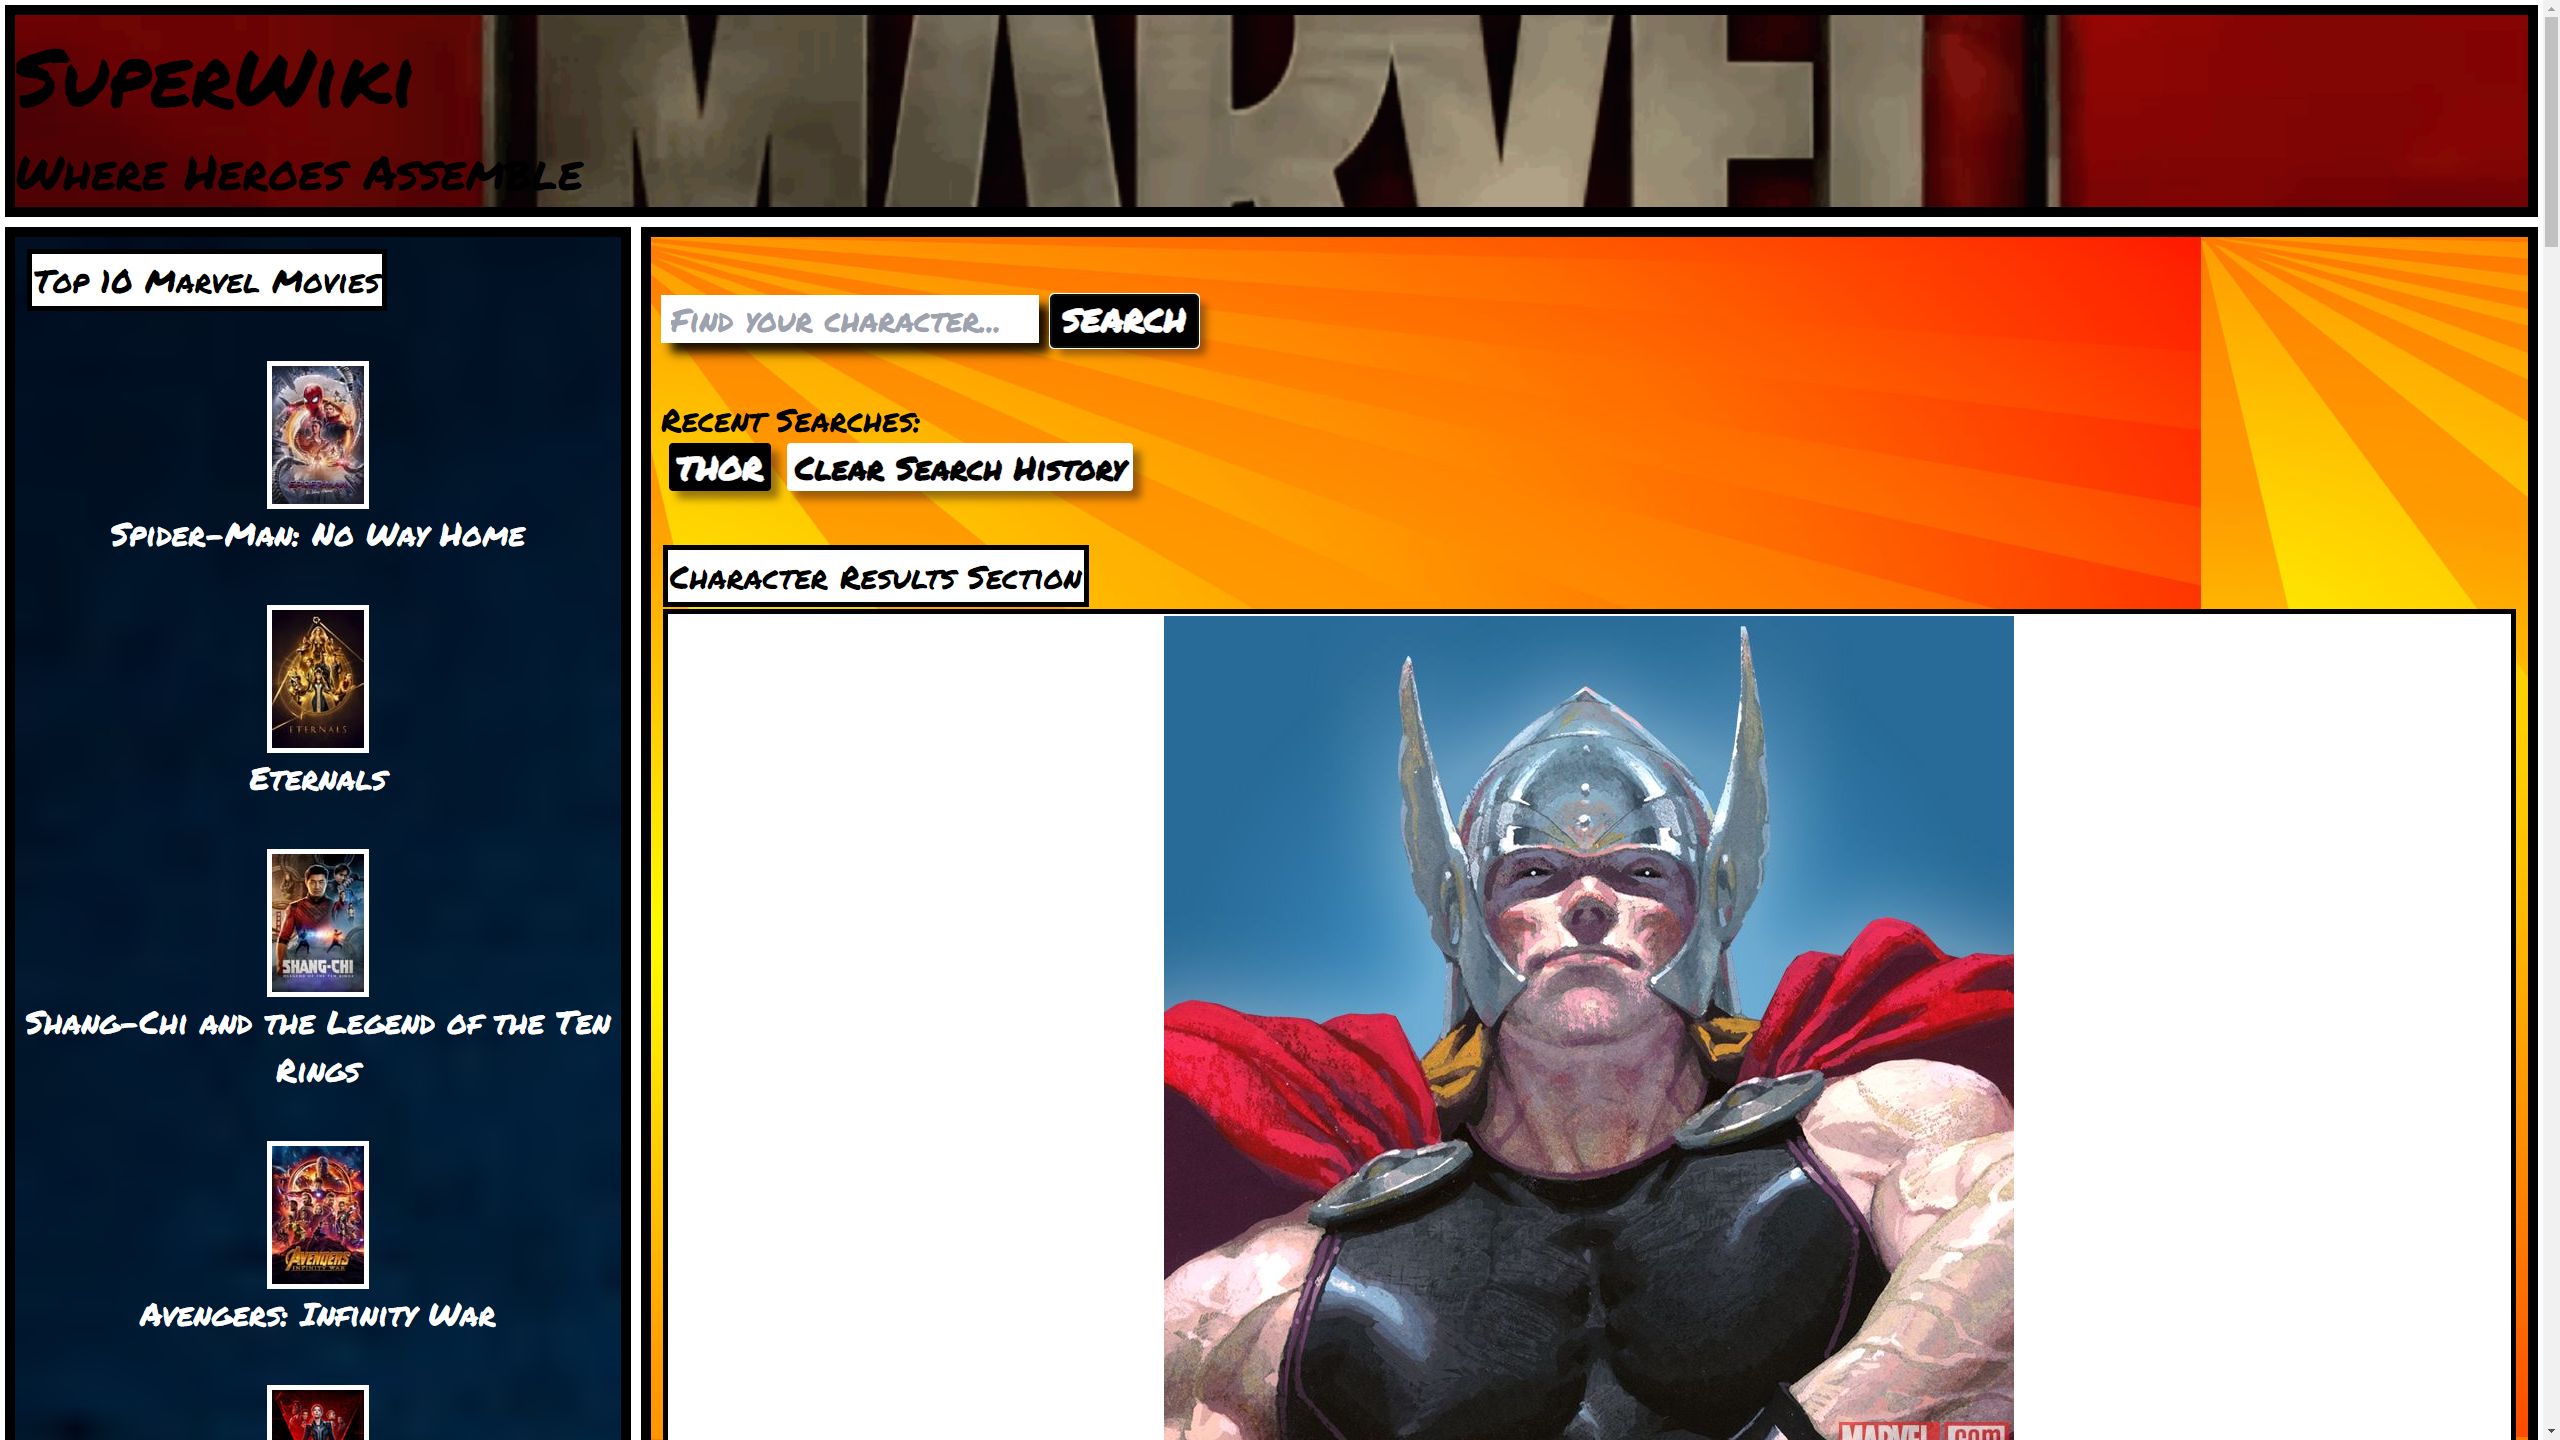 MARVEL
SuperWiki
Where Heroes Assemble
Top 10 Marvel Movies
Spider-Man: No Way Home
ETERNALS
Eternals
SHANG-CHI
Shang-Chi and the Legend of the Ten
Rings
AVENGERS
INFINITY WAR
Avengers: Infinity War
Find your character...
SEARCH
Recent Searches:
THOR
Clear Search History
Character Results Section
MARVEL .com